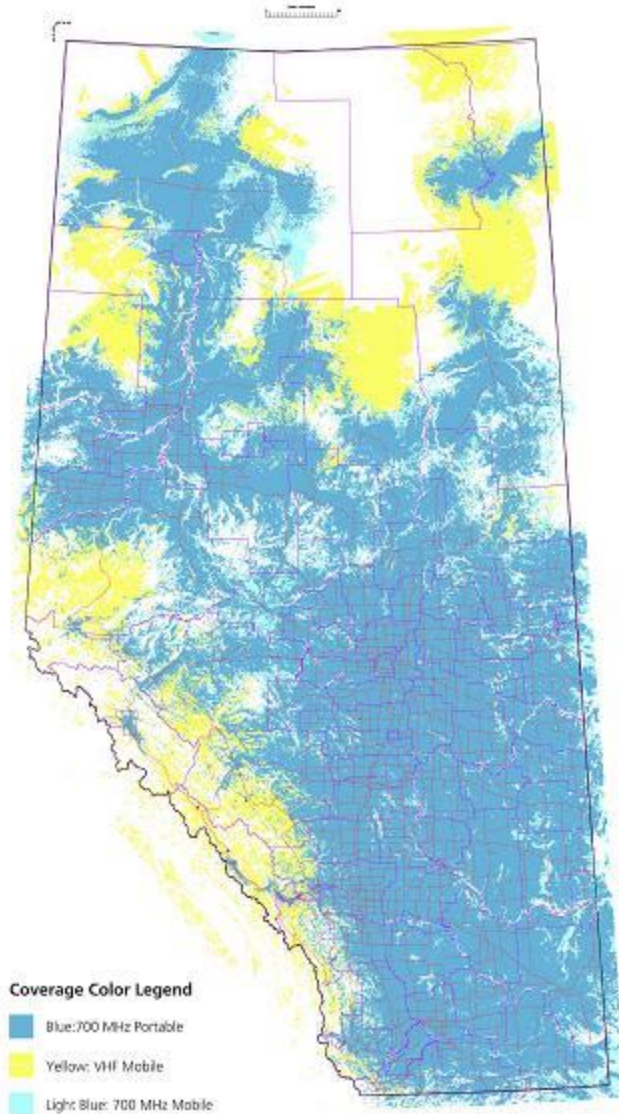 Coverage Color Legend
Blue:700 MHz Portable
Yellow: VHF Mobile
Light Blue: 700 MHz Mobile